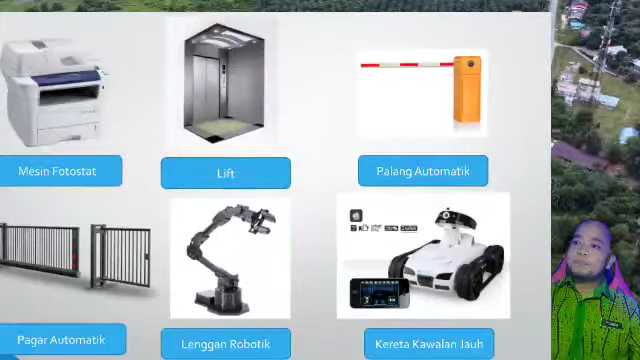 Mesin Fotostat
Lift
Palang Automatik
Pagar Automatik
Lenggan Robotik
Kereta Kawalan Jauh